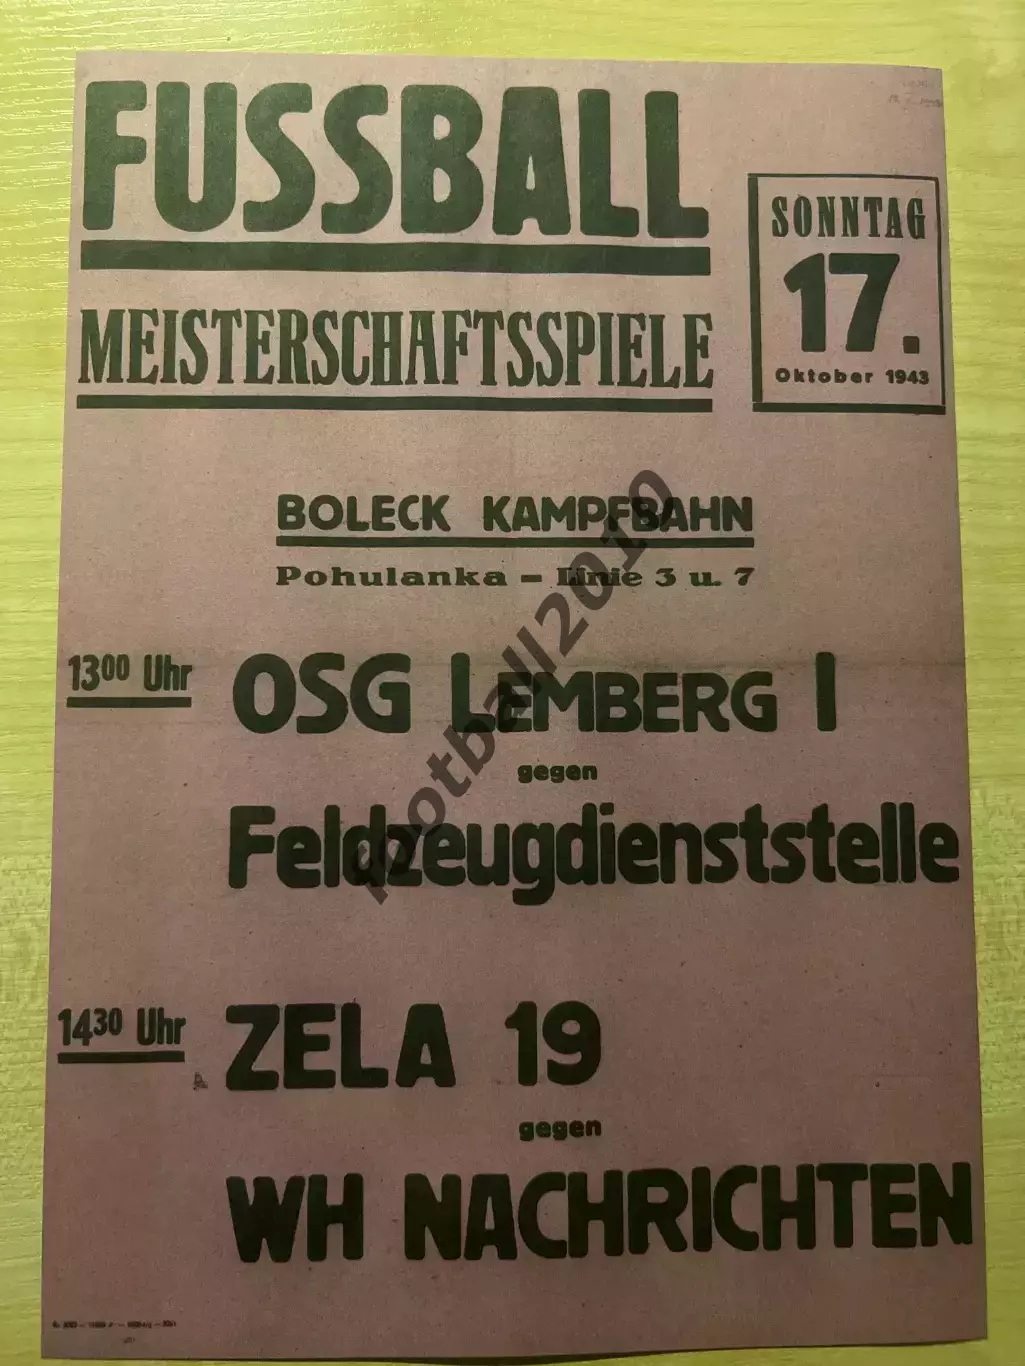 FUSSBALL
MEISTERSCHAFTSSPIELE
SONNTAG
17.
Oktober 1943
BOLECK KAMPFBAHN
Pohulanka - Linie 3 u. 7
1300 Uhr
OSG LEMBERG I
gegen
Feldzeugdienststelle
1430 Uhr
ZELA 19
gegen
WH NACHRICHTEN
football2010